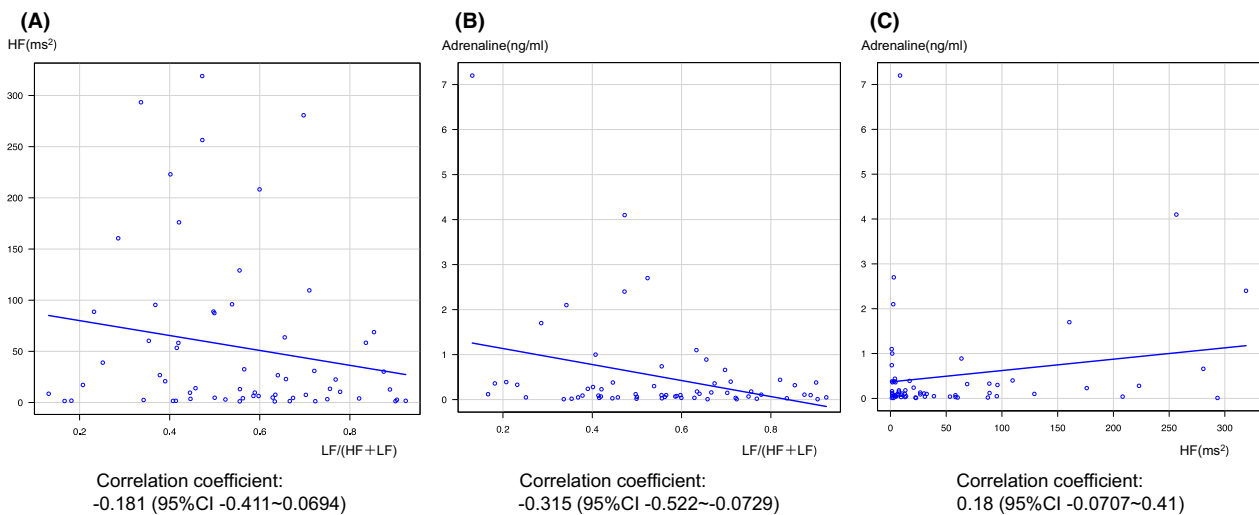 (A)
HF(ms²)
300
250
200
150
100
50
0
0.2 0.4 0.6 0.8
LF/(HF+LF)
Correlation coefficient:
-0.181 (95%CI -0.411~0.0694)
(B)
Adrenaline(ng/ml)
7
6
5
4
3
2
1
0
0.2 0.4 0.6 0.8
LF/(HF+LF)
Correlation coefficient:
-0.315 (95%CI -0.522~-0.0729)
(C)
Adrenaline(ng/ml)
7
6
5
4
3
2
1
0
0 50 100 150 200 250 300
HF(ms²)
Correlation coefficient:
0.18 (95%CI -0.0707~0.41)